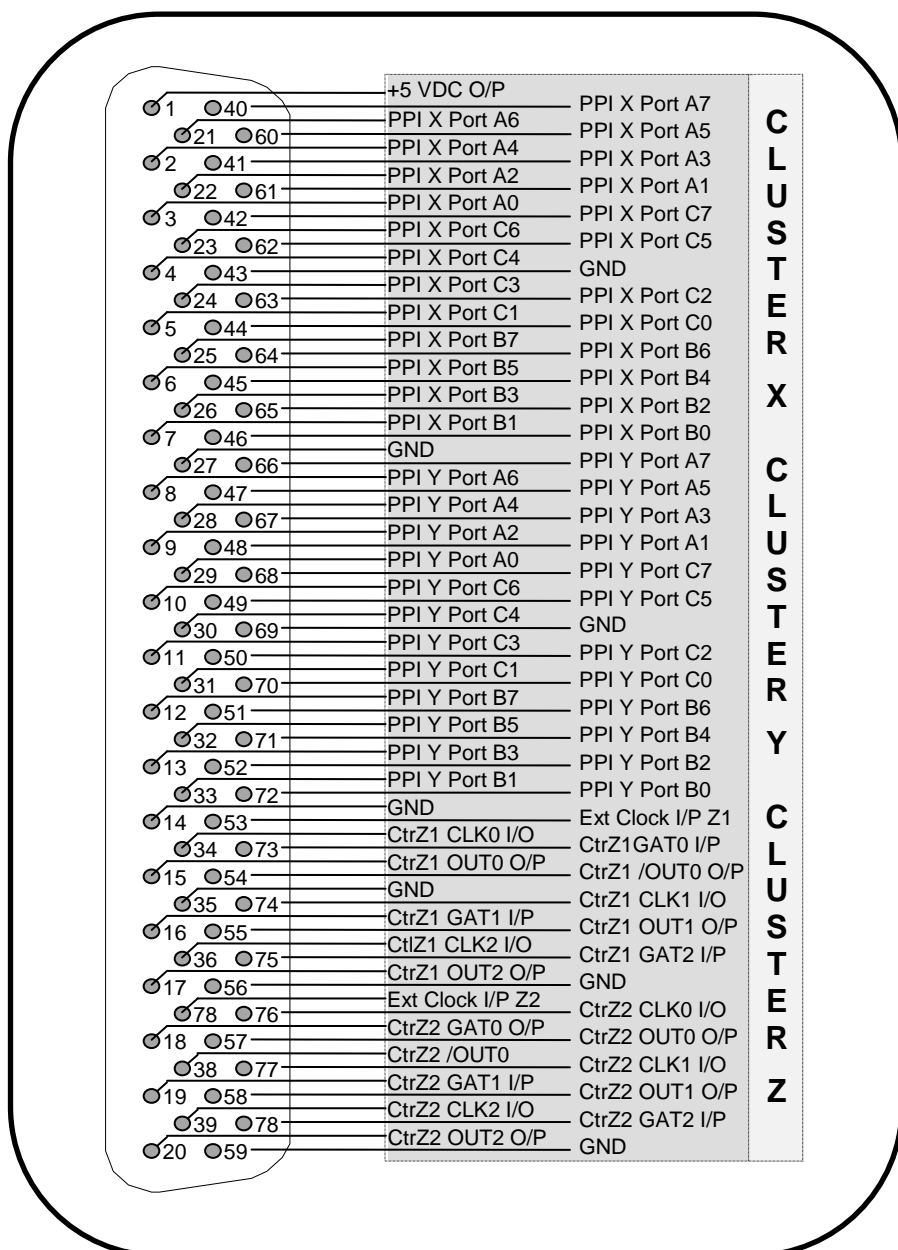 +5 VDC O/P
1 40 PPI X Port A7
PPI X Port A6
21 60 PPI X Port A5
PPI X Port A4
2 41 PPI X Port A3
PPI X Port A2
22 61 PPI X Port A1
PPI X Port A0
3 42 PPI X Port C7
PPI X Port C6
23 62 PPI X Port C5
PPI X Port C4
4 43 GND
PPI X Port C3
24 63 PPI X Port C2
PPI X Port C1
5 44 PPI X Port C0
PPI X Port B7
25 64 PPI X Port B6
PPI X Port B5
6 45 PPI X Port B4
PPI X Port B3
26 65 PPI X Port B2
PPI X Port B1
7 46 PPI X Port B0
GND
27 66 PPI Y Port A7
PPI Y Port A6
8 47 PPI Y Port A5
PPI Y Port A4
28 67 PPI Y Port A3
PPI Y Port A2
9 48 PPI Y Port A1
PPI Y Port A0
29 68 PPI Y Port C7
PPI Y Port C6
10 49 PPI Y Port C5
PPI Y Port C4
30 69 GND
PPI Y Port C3
11 50 PPI Y Port C2
PPI Y Port C1
31 70 PPI Y Port C0
PPI Y Port B7
12 51 PPI Y Port B6
PPI Y Port B5
32 71 PPI Y Port B4
PPI Y Port B3
13 52 PPI Y Port B2
PPI Y Port B1
33 72 PPI Y Port B0
GND
14 53 Ext Clock I/P Z1
CtrZ1 CLK0 I/O
34 73 CtrZ1GAT0 I/P
CtrZ1 OUT0 O/P
15 54 CtrZ1 /OUT0 O/P
GND
35 74 CtrZ1 CLK1 I/O
CtrZ1 GAT1 I/P
16 55 CtrZ1 OUT1 O/P
CtlZ1 CLK2 I/O
36 75 CtrZ1 GAT2 I/P
CtrZ1 OUT2 O/P
17 56 GND
Ext Clock I/P Z2
78 76 CtrZ2 CLK0 I/O
CtrZ2 GAT0 O/P
18 57 CtrZ2 OUT0 O/P
CtrZ2 /OUT0
38 77 CtrZ2 CLK1 I/O
CtrZ2 GAT1 I/P
19 58 CtrZ2 OUT1 O/P
CtrZ2 CLK2 I/O
39 78 CtrZ2 GAT2 I/P
CtrZ2 OUT2 O/P
20 59 GND
CLUSTER X
CLUSTER Y
CLUSTER Z